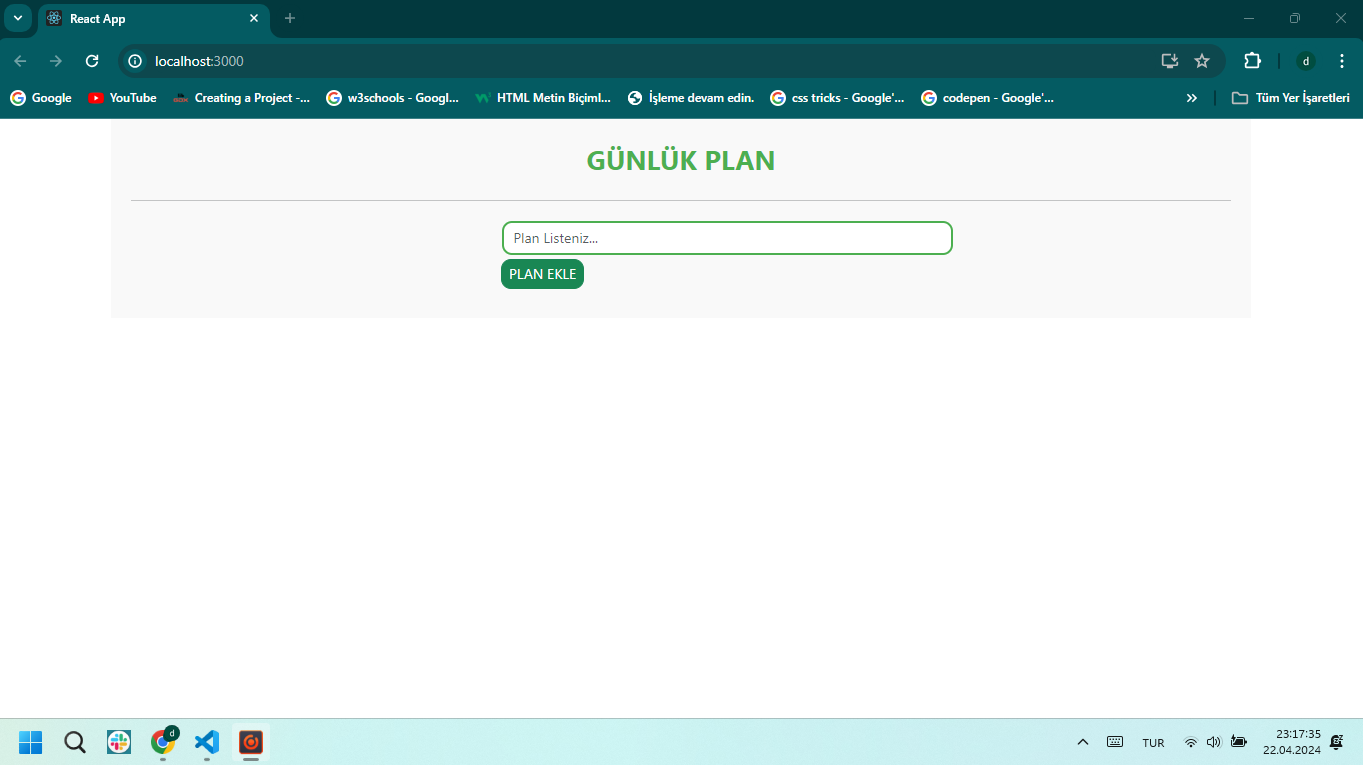 React App
localhost:3000
d
Google
YouTube
Creating a Project -...
w3schools - Googl...
HTML Metin Biçiml...
İşleme devam edin.
css tricks - Google'...
codepen - Google'...
Tüm Yer İşaretleri
GÜNLÜK PLAN
Plan Listeniz...
PLAN EKLE
d
TUR
23:17:35
22.04.2024